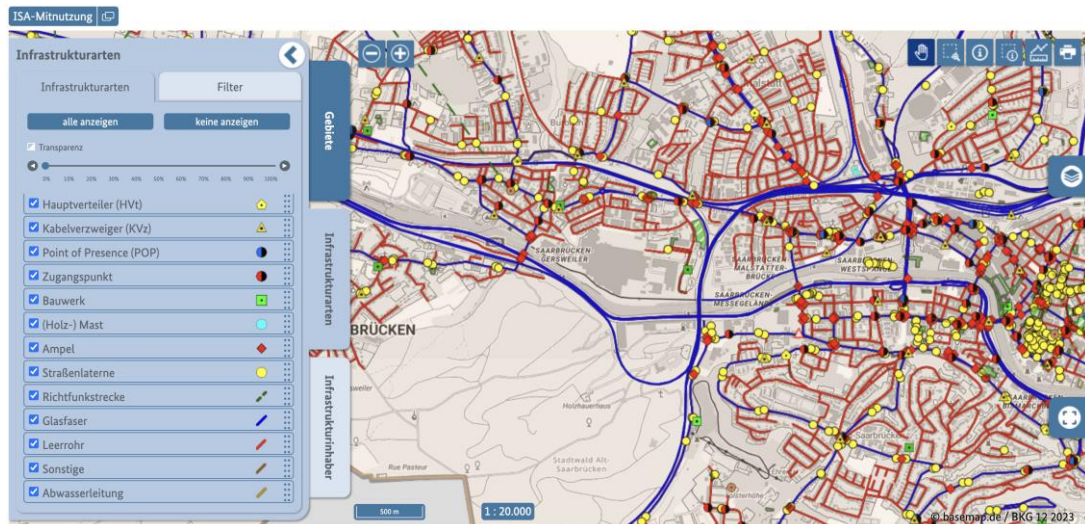 ISA-Mitnutzung
Infrastrukturarten
Infrastrukturarten
Filter
alle anzeigen
keine anzeigen
Transparenz
0% 10% 20% 30% 40% 50% 60% 70% 80% 90% 100%
Hauptverteiler (HVt)
Kabelverzweiger (KVz)
Point of Presence (POP)
Zugangspunkt
Bauwerk
(Holz-) Mast
Ampel
Straßenlaterne
Richtfunkstrecke
Glasfaser
Leerrohr
Sonstige
Abwasserleitung
Gebiete
Infrastrukturarten
Infrastrukturinhaber
SAARBRÜCKEN-
GERSWEILER
SAARBRÜCKEN
MALSTATTER-
BRÜCKE
SAARBRÜCKEN-
WESTSPANGE
SAARBRÜCKEN-
MESSEGELÄNDE
BRÜCKEN
Holzhauerhaus
Stadtwald Alt-
Saarbrücken
Rue Pasteur
500 m
1 : 20.000
© basemap.de / BKG 12 2023